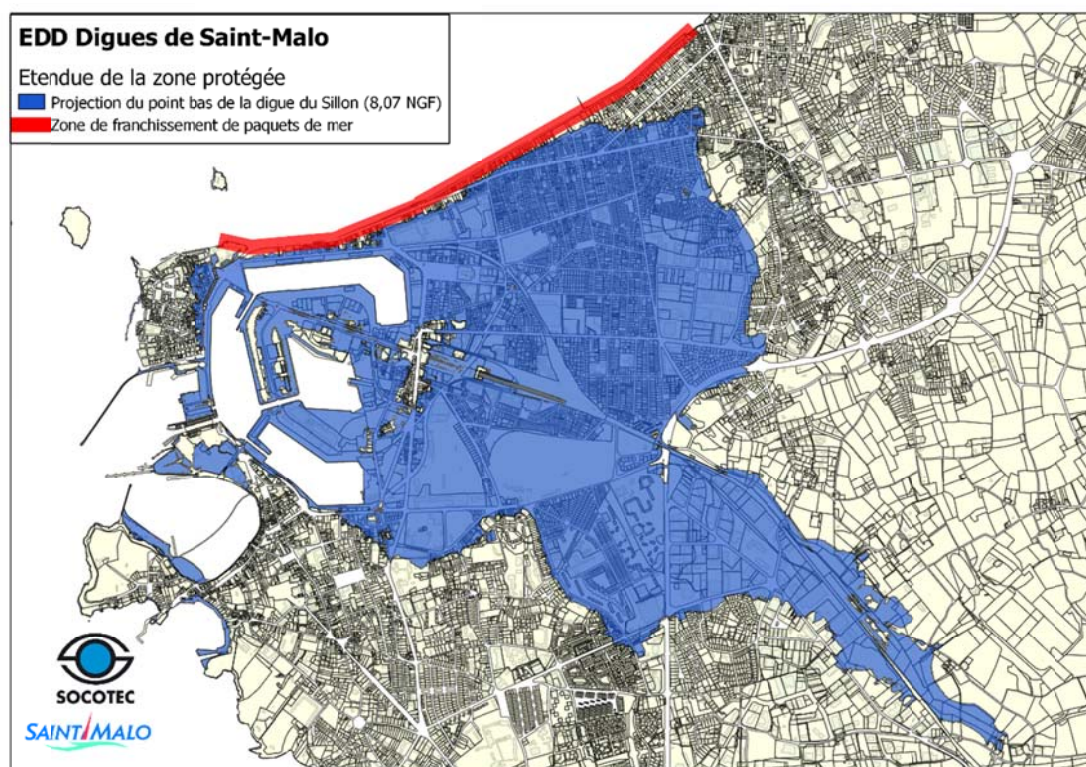 EDD Digues de Saint-Malo
Etendue de la zone protégée
Projection du point bas de la digue du Sillon (8,07 NGF)
Zone de franchissement de paquets de mer
SOCOTEC
SAINT MALO